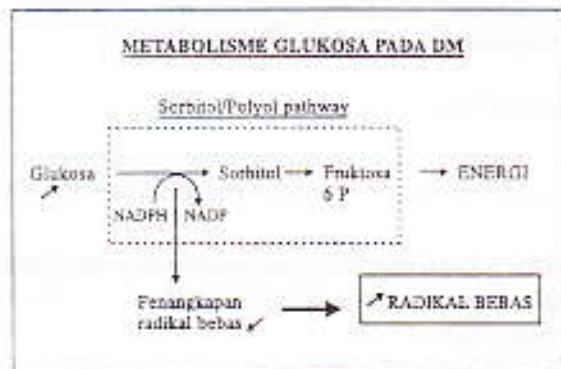 METABOLISME GLUKOSA PADA DM
Sorbitol/Polyol pathway
Glukosa Sorbitol Fruktosa ENERGI
6 P
NADPH NADP
Penangkapan
radikal bebas
RADIKAL BEBAS